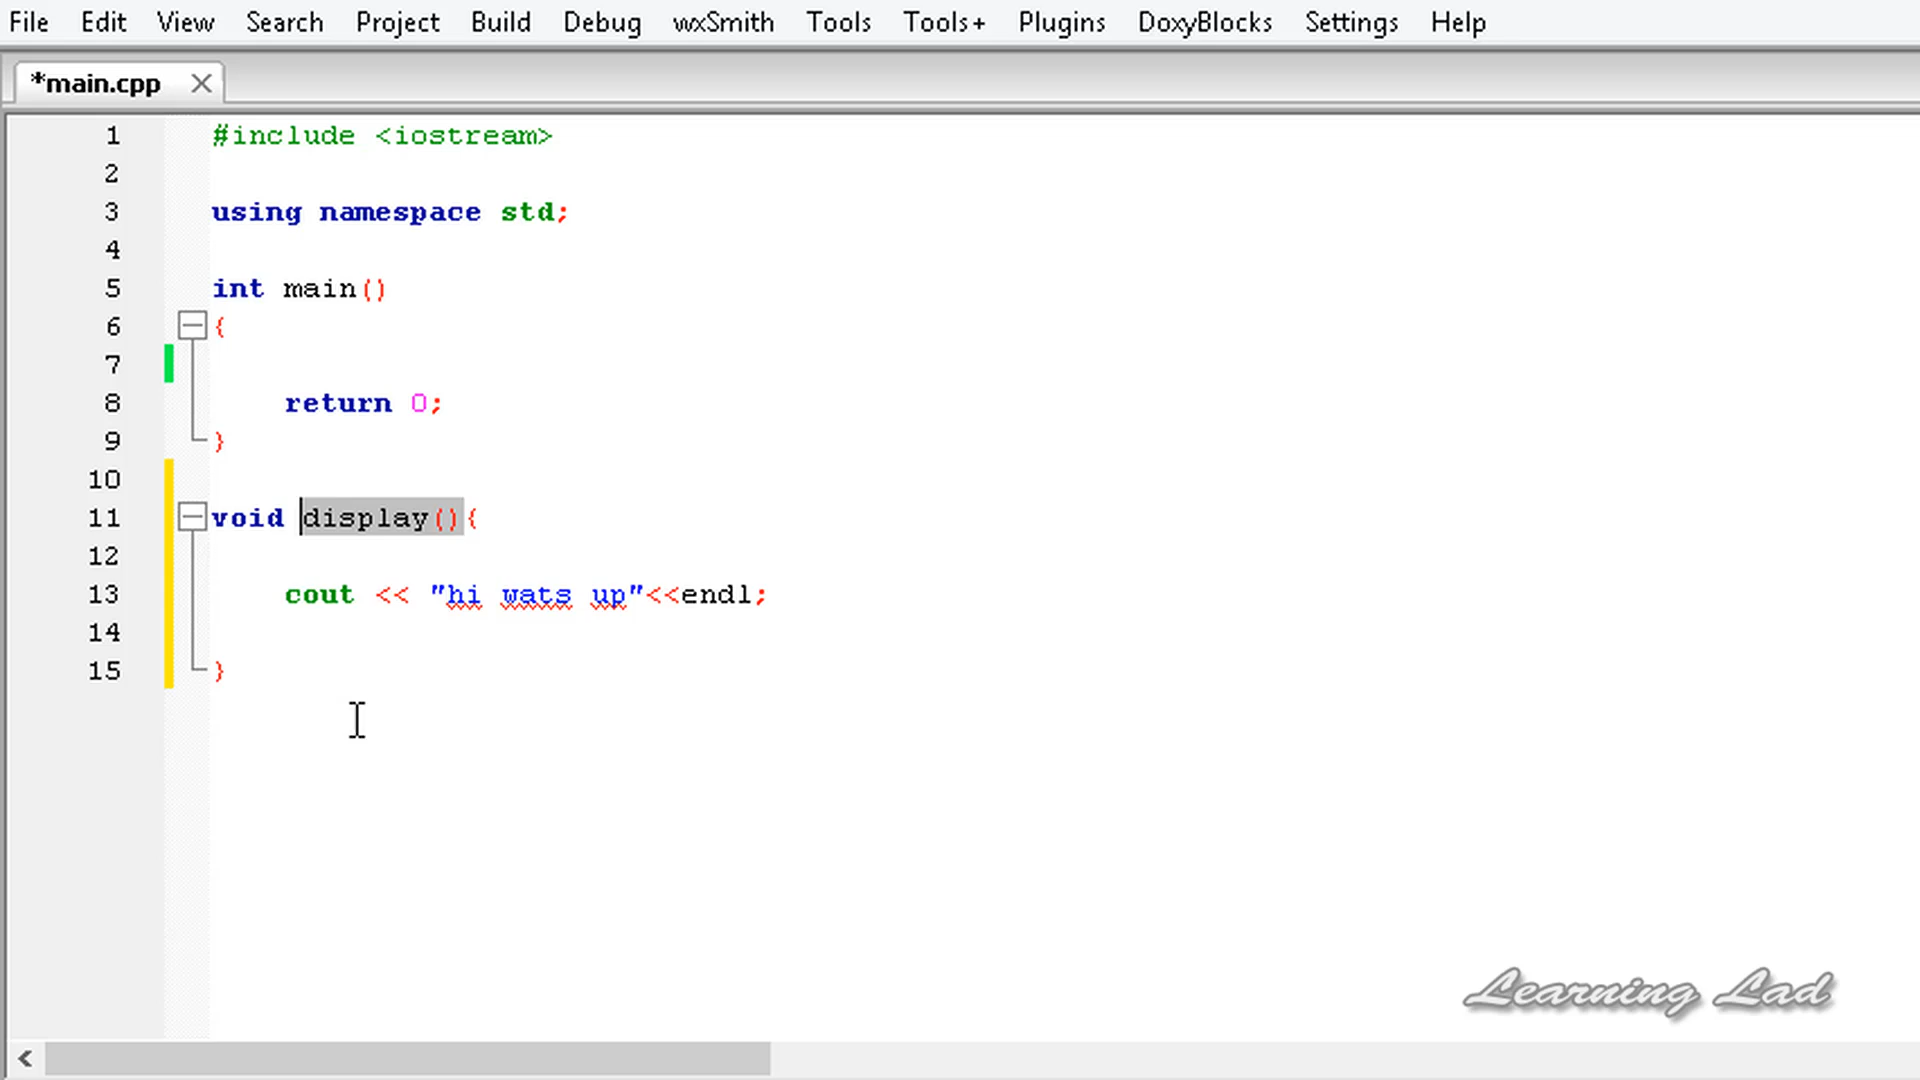 File Edit View Search Project Build Debug wxSmith Tools Tools+ Plugins DoxyBlocks Settings Help
*main.cpp
1 #include <iostream>
2
3 using namespace std;
4
5 int main()
6 {
7
8 return 0;
9 }
10
11 void display(){
12
13 cout << "hi wats up"<<endl;
14
15 }
Learning Lad